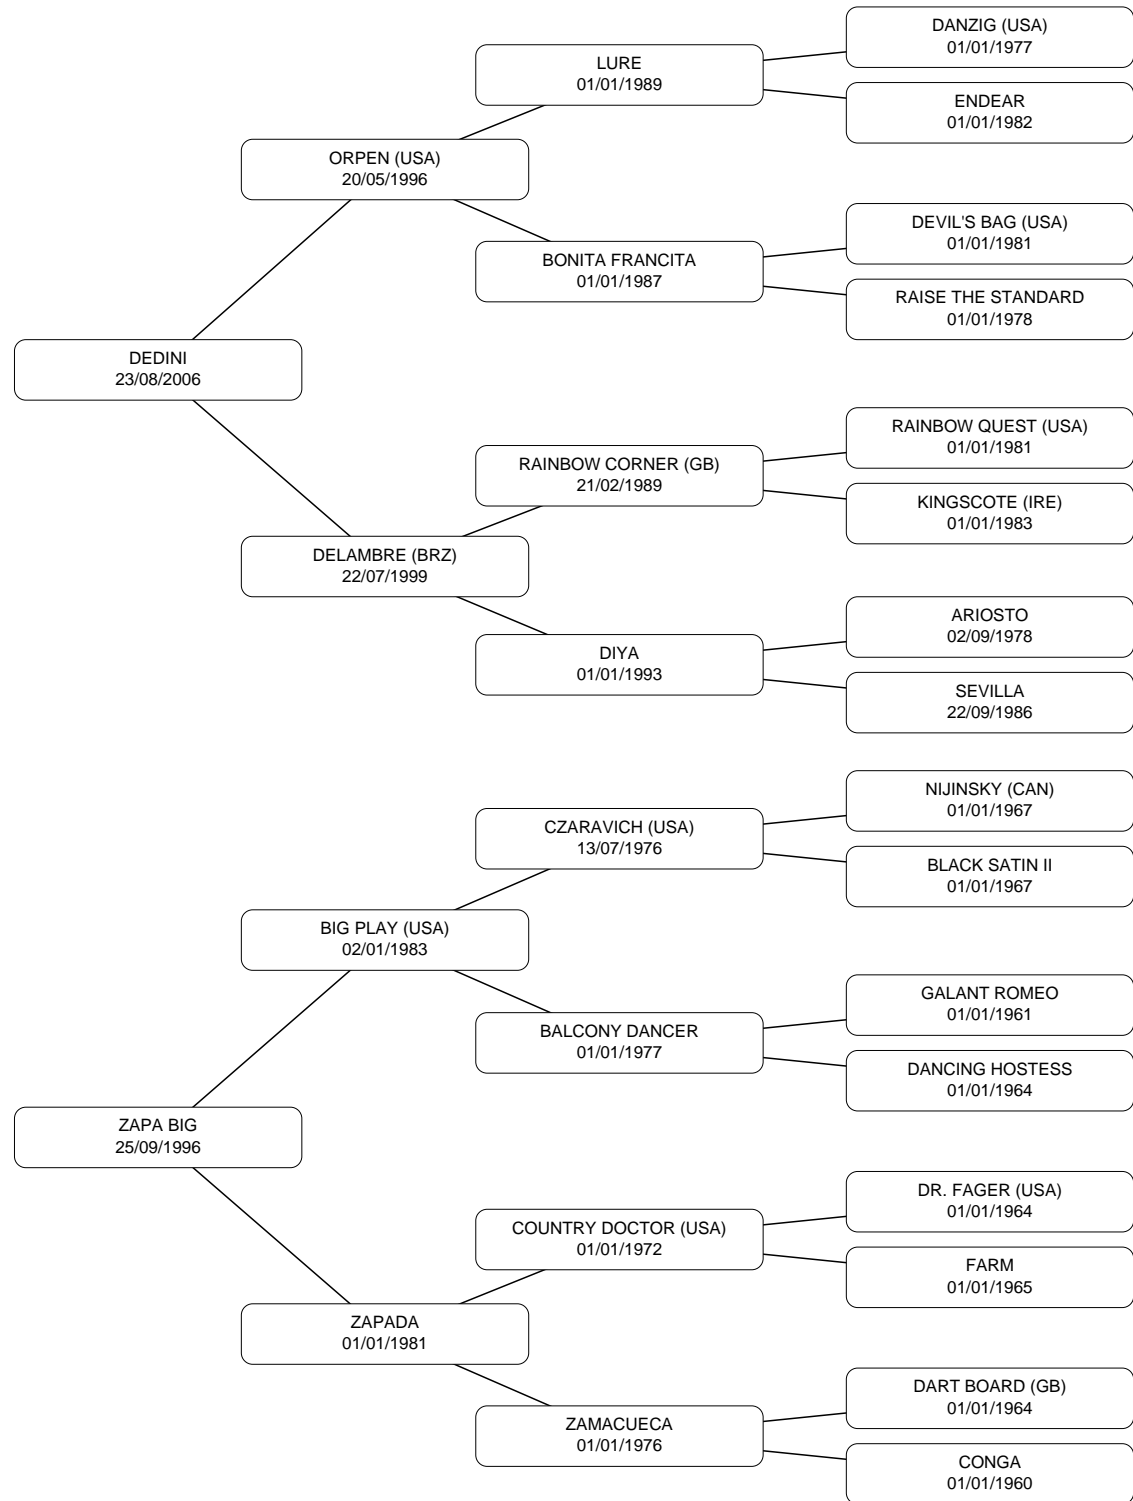 DANZIG (USA)
01/01/1977
LURE
01/01/1989
ENDEAR
01/01/1982
ORPEN (USA)
20/05/1996
DEVIL'S BAG (USA)
01/01/1981
BONITA FRANCITA
01/01/1987
RAISE THE STANDARD
01/01/1978
DEDINI
23/08/2006
RAINBOW QUEST (USA)
01/01/1981
RAINBOW CORNER (GB)
21/02/1989
KINGSCOTE (IRE)
01/01/1983
DELAMBRE (BRZ)
22/07/1999
ARIOSTO
02/09/1978
DIYA
01/01/1993
SEVILLA
22/09/1986
NIJINSKY (CAN)
01/01/1967
CZARAVICH (USA)
13/07/1976
BLACK SATIN II
01/01/1967
BIG PLAY (USA)
02/01/1983
GALANT ROMEO
01/01/1961
BALCONY DANCER
01/01/1977
DANCING HOSTESS
01/01/1964
ZAPA BIG
25/09/1996
DR. FAGER (USA)
01/01/1964
COUNTRY DOCTOR (USA)
01/01/1972
FARM
01/01/1965
ZAPADA
01/01/1981
DART BOARD (GB)
01/01/1964
ZAMACUECA
01/01/1976
CONGA
01/01/1960